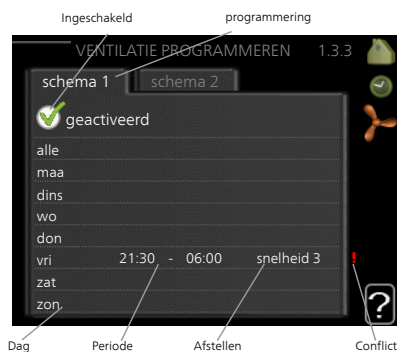 Ingeschakeld programmering
VENTILATIE PROGRAMMEREN 1.3.3
schema 1 schema 2
geactiveerd
alle
maa
dins
wo
don
vri 21:30 - 06:00 snelheid 3 !
zat
zon
?
Dag Periode Afstellen Conflict